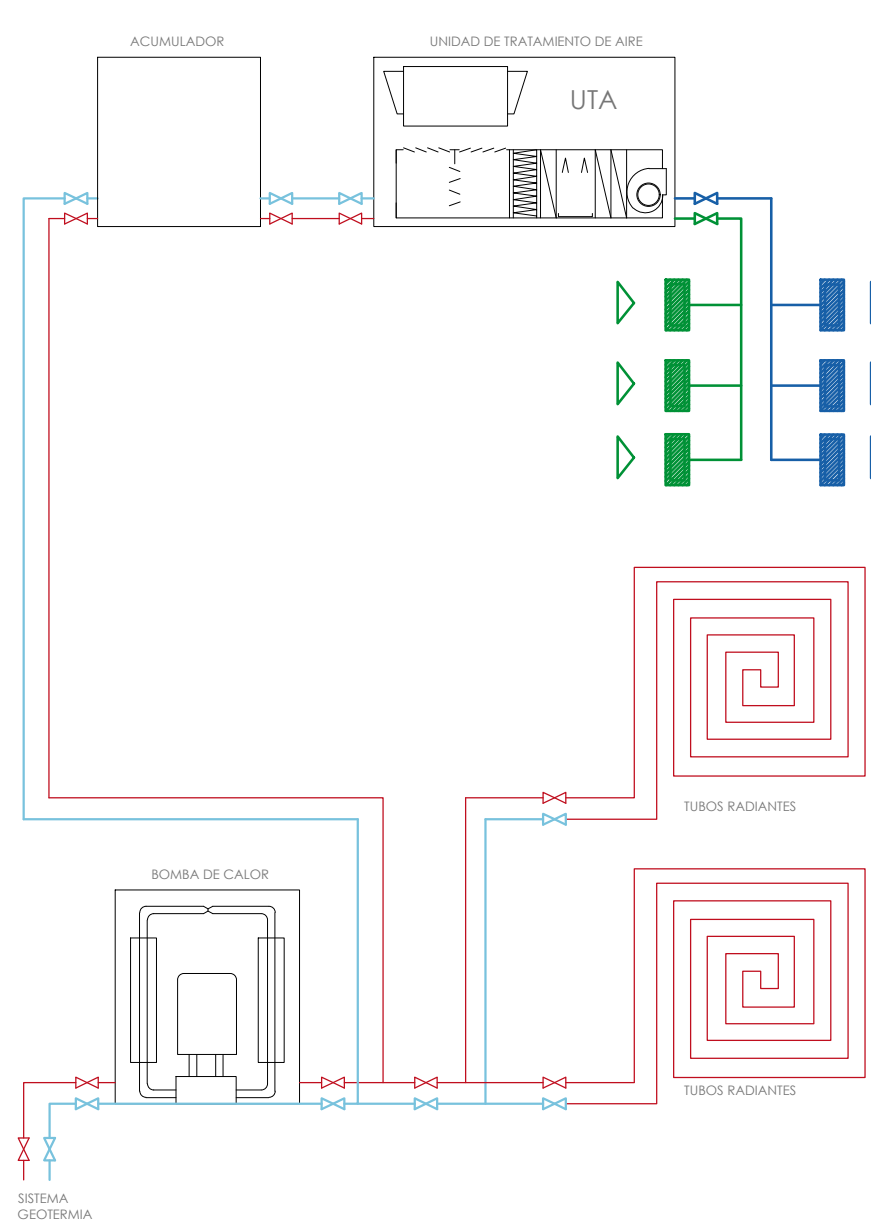 ACUMULADOR
UNIDAD DE TRATAMIENTO DE AIRE
UTA
TUBOS RADIANTES
BOMBA DE CALOR
TUBOS RADIANTES
SISTEMA
GEOTERMIA